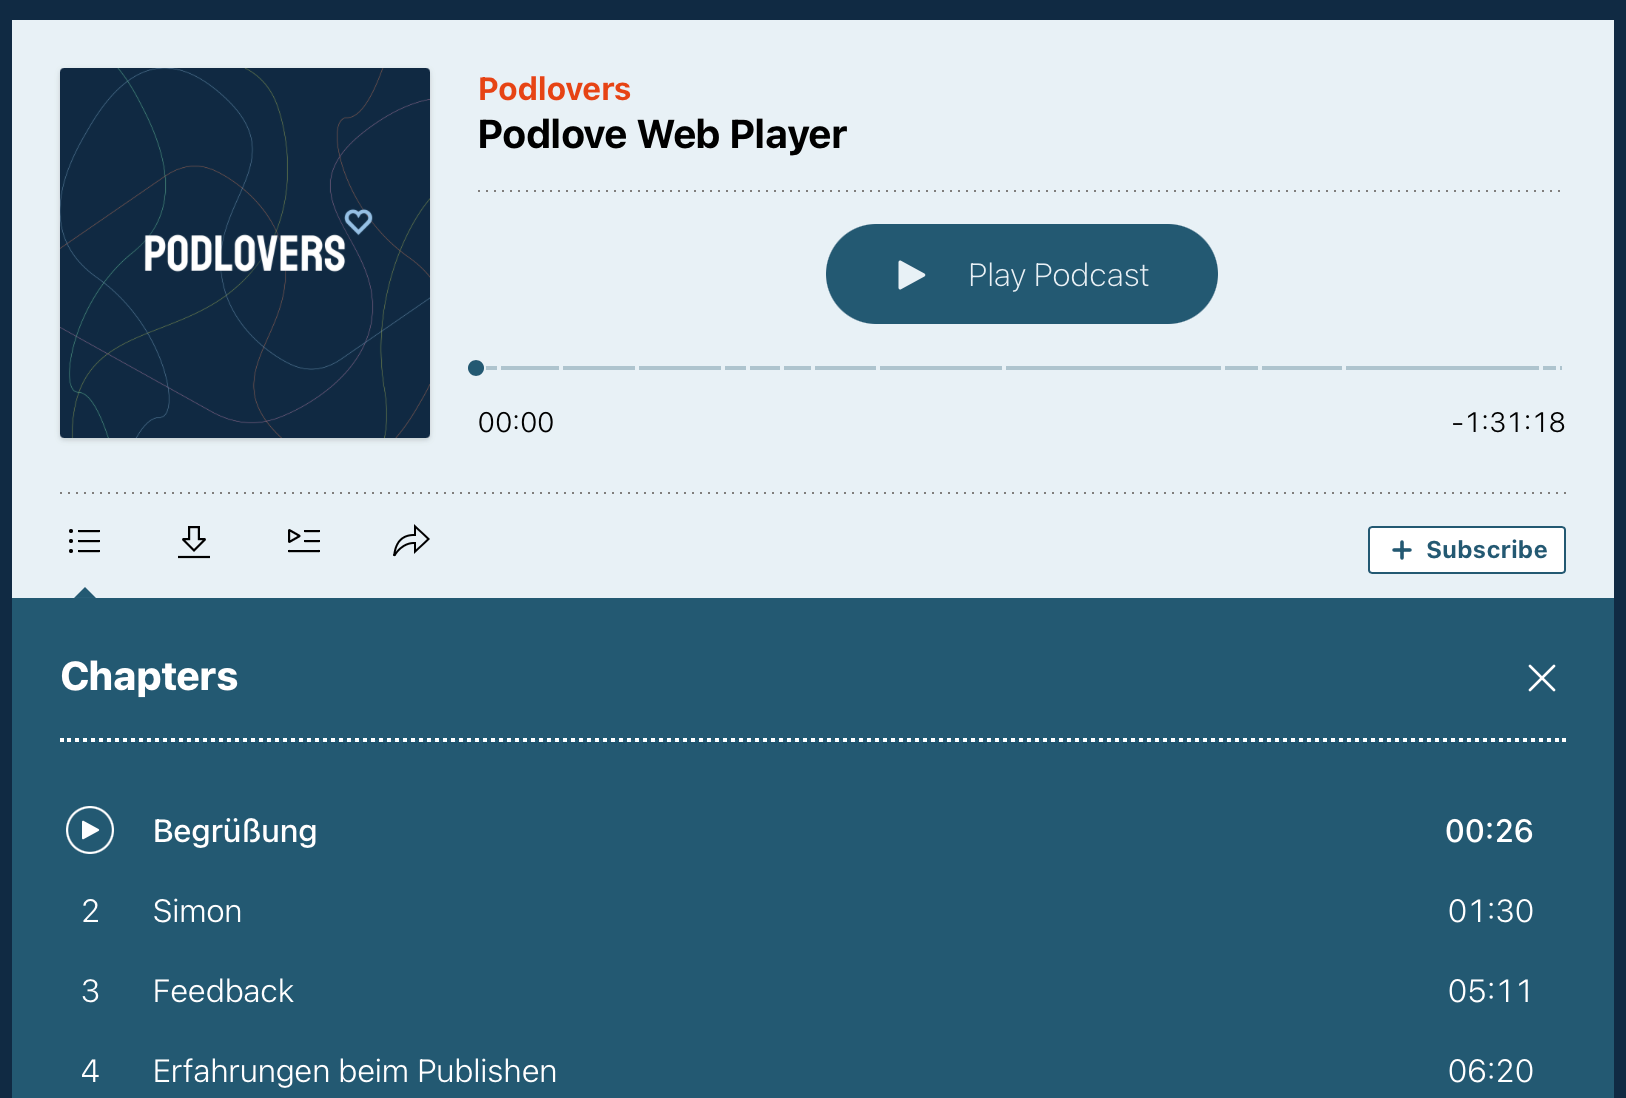 Podlovers
Podlove Web Player
PODLOVERS
Play Podcast
00:00 -1:31:18
Subscribe
Chapters
Begrüßung 00:26
2 Simon 01:30
3 Feedback 05:11
4 Erfahrungen beim Publishen 06:20